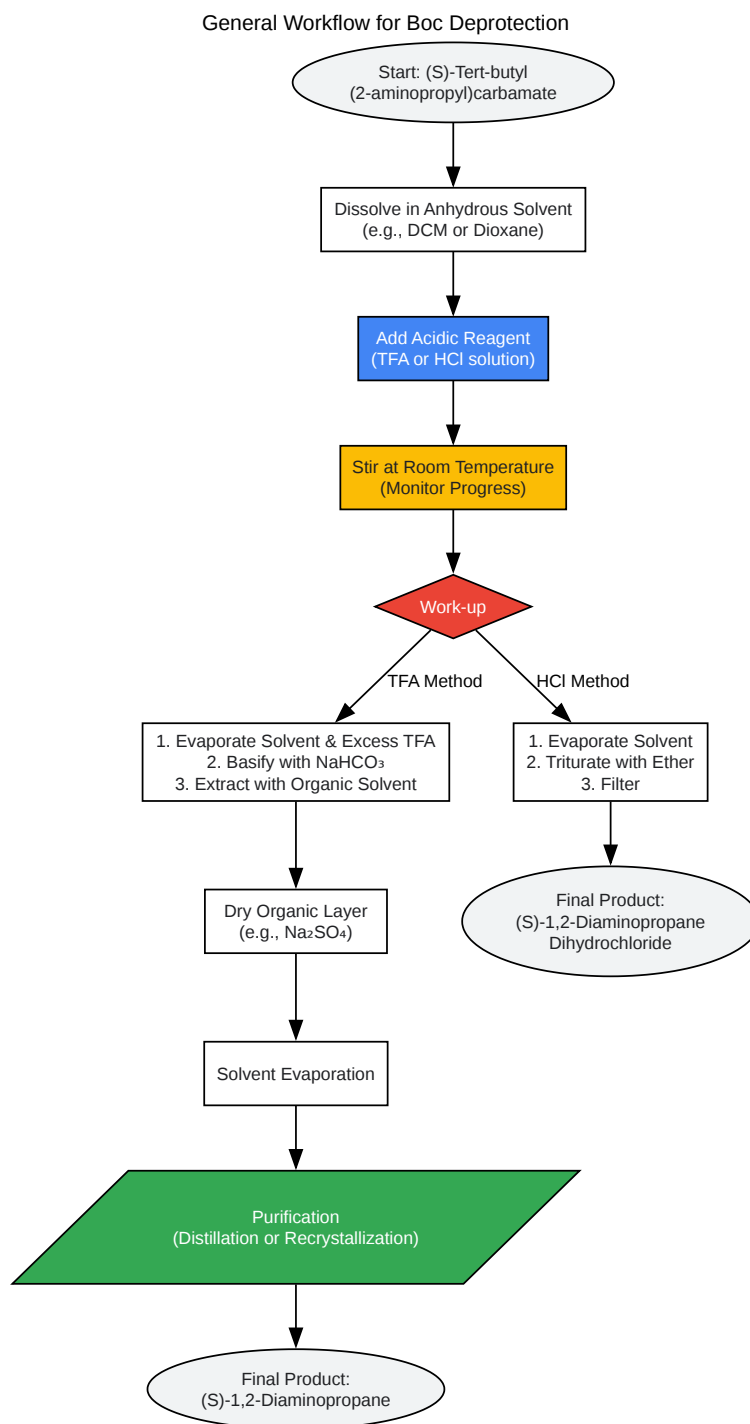 General Workflow for Boc Deprotection
Start: (S)-Tert-butyl
(2-aminopropyl)carbamate
Dissolve in Anhydrous Solvent
(e.g., DCM or Dioxane)
Add Acidic Reagent
(TFA or HCl solution)
Stir at Room Temperature
(Monitor Progress)
Work-up
TFA Method
HCl Method
1. Evaporate Solvent & Excess TFA
2. Basify with NaHCO₃
3. Extract with Organic Solvent
1. Evaporate Solvent
2. Triturate with Ether
3. Filter
Dry Organic Layer
(e.g., Na₂SO₄)
Final Product:
(S)-1,2-Diaminopropane
Dihydrochloride
Solvent Evaporation
Purification
(Distillation or Recrystallization)
Final Product:
(S)-1,2-Diaminopropane